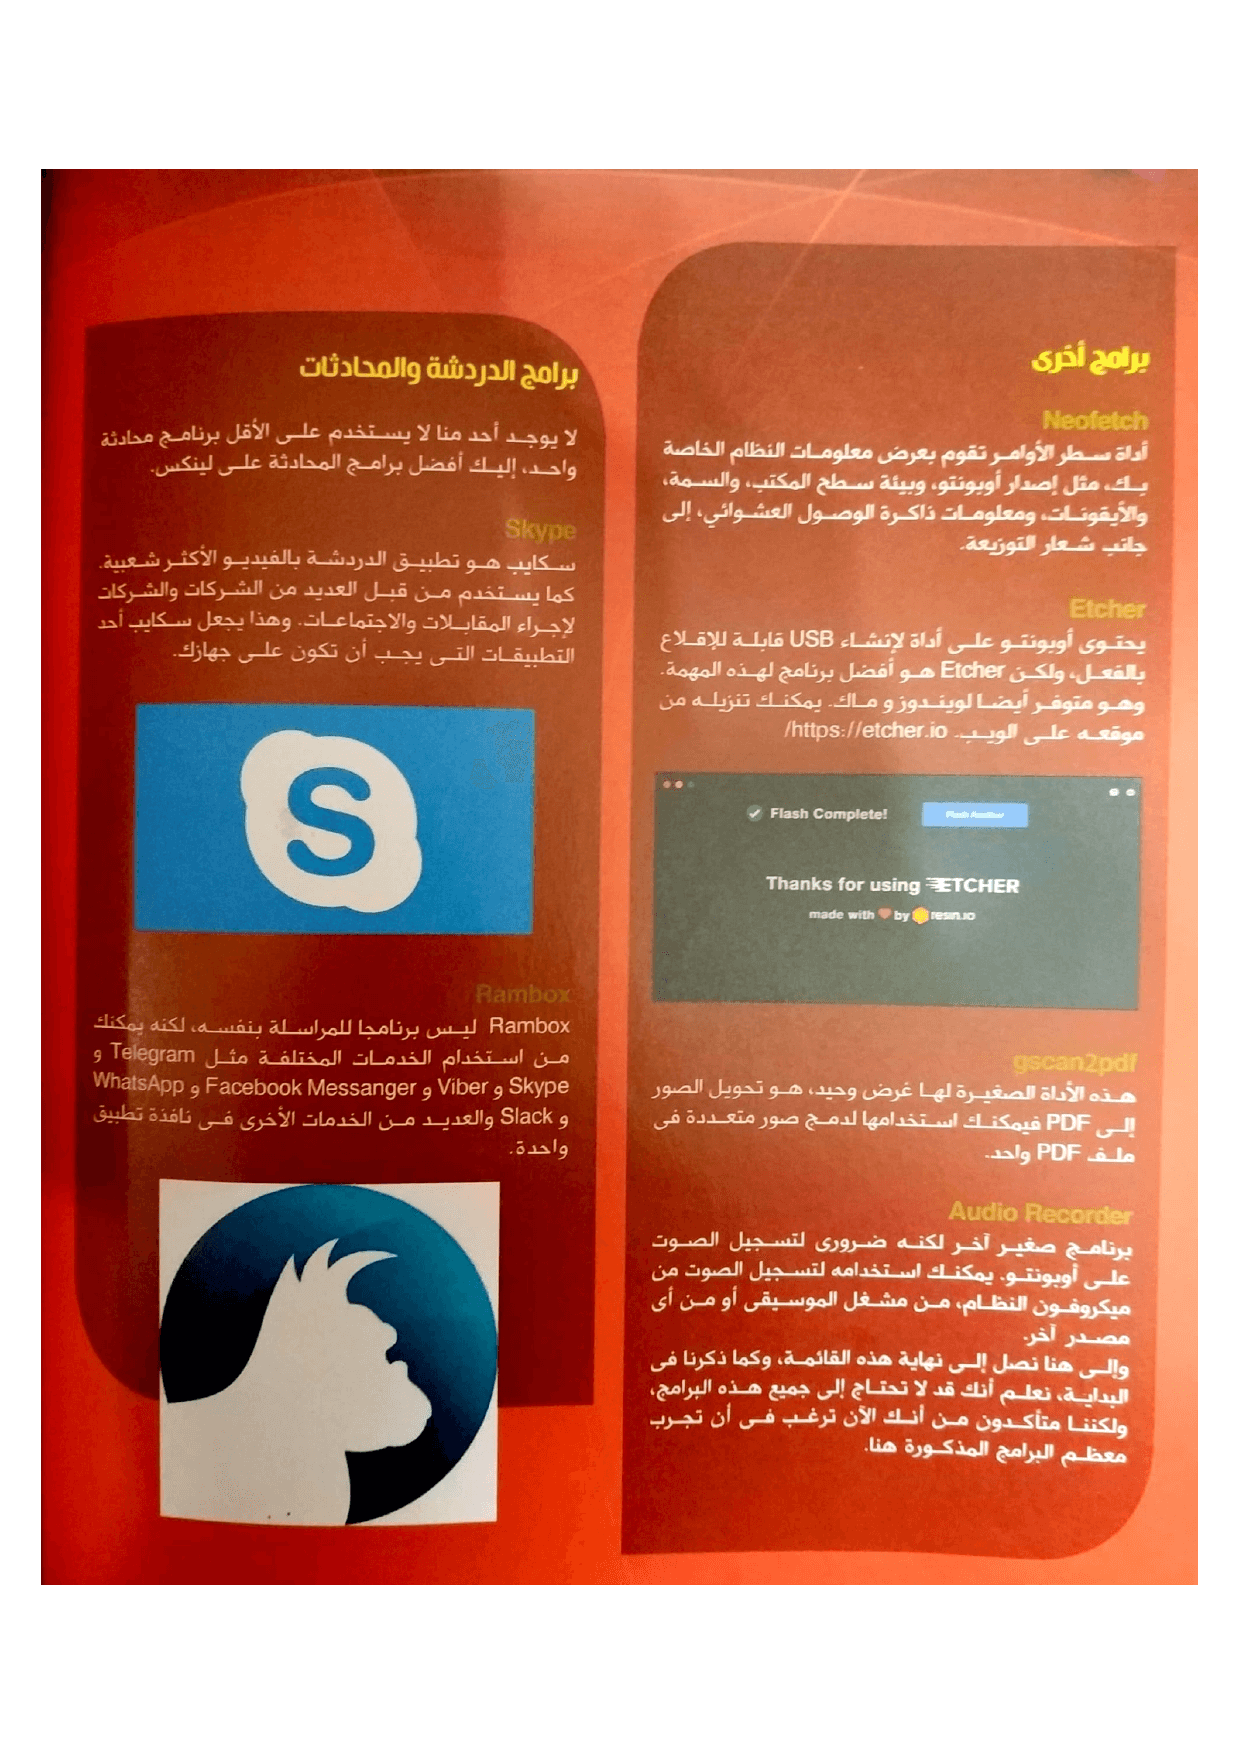 برامج أخرى
Neofetch
أداة سطر الأوامر تقوم بعرض معلومات النظام الخاصة
بك، مثل إصدار أوبونتو، وبيئة سطح المكتب، والسمة،
والأيقونات، ومعلومات ذاكرة الوصول العشوائي، إلى
جانب شعار التوزيعة.
Etcher
يحتوى أوبونتو على أداة لإنشاء USB قابلة للإقلاع
بالفعل، ولكن Etcher هو أفضل برنامج لهذه المهمة.
وهو متوفر أيضا لويندوز و ماك. يمكنك تنزيله من
موقعه على الويب. https://etcher.io/
Flash Complete!
Flash Another
Thanks for using ETCHER
made with by resin.io
gscan2pdf
هذه الأداة الصغيرة لها غرض وحيد، هو تحويل الصور
إلى PDF فيمكنك استخدامها لدمج صور متعددة فى
ملف PDF واحد.
Audio Recorder
برنامج صغير آخر لكنه ضرورى لتسجيل الصوت
على أوبونتو. يمكنك استخدامه لتسجيل الصوت من
ميكروفون النظام، من مشغل الموسيقى أو من أى
مصدر آخر.
وإلى هنا نصل إلى نهاية هذه القائمة، وكما ذكرنا فى
البداية، نعلم أنك قد لا تحتاج إلى جميع هذه البرامج،
ولكننا متأكدون من أنك الآن ترغب فى أن تجرب
معظم البرامج المذكورة هنا.
برامج الدردشة والمحادثات
لا يوجد أحد منا لا يستخدم على الأقل برنامج محادثة
واحد، إليك أفضل برامج المحادثة على لينكس.
Skype
سكايب هو تطبيق الدردشة بالفيديو الأكثر شعبية.
كما يستخدم من قبل العديد من الشركات والشركات
لإجراء المقابلات والاجتماعات. وهذا يجعل سكايب أحد
التطبيقات التى يجب أن تكون على جهازك.
S
Rambox
Rambox ليس برنامجا للمراسلة بنفسه، لكنه يمكنك
من استخدام الخدمات المختلفة مثل Telegram و
Skype و Viber و Facebook Messanger و WhatsApp
و Slack والعديد من الخدمات الأخرى فى نافذة تطبيق
واحدة.